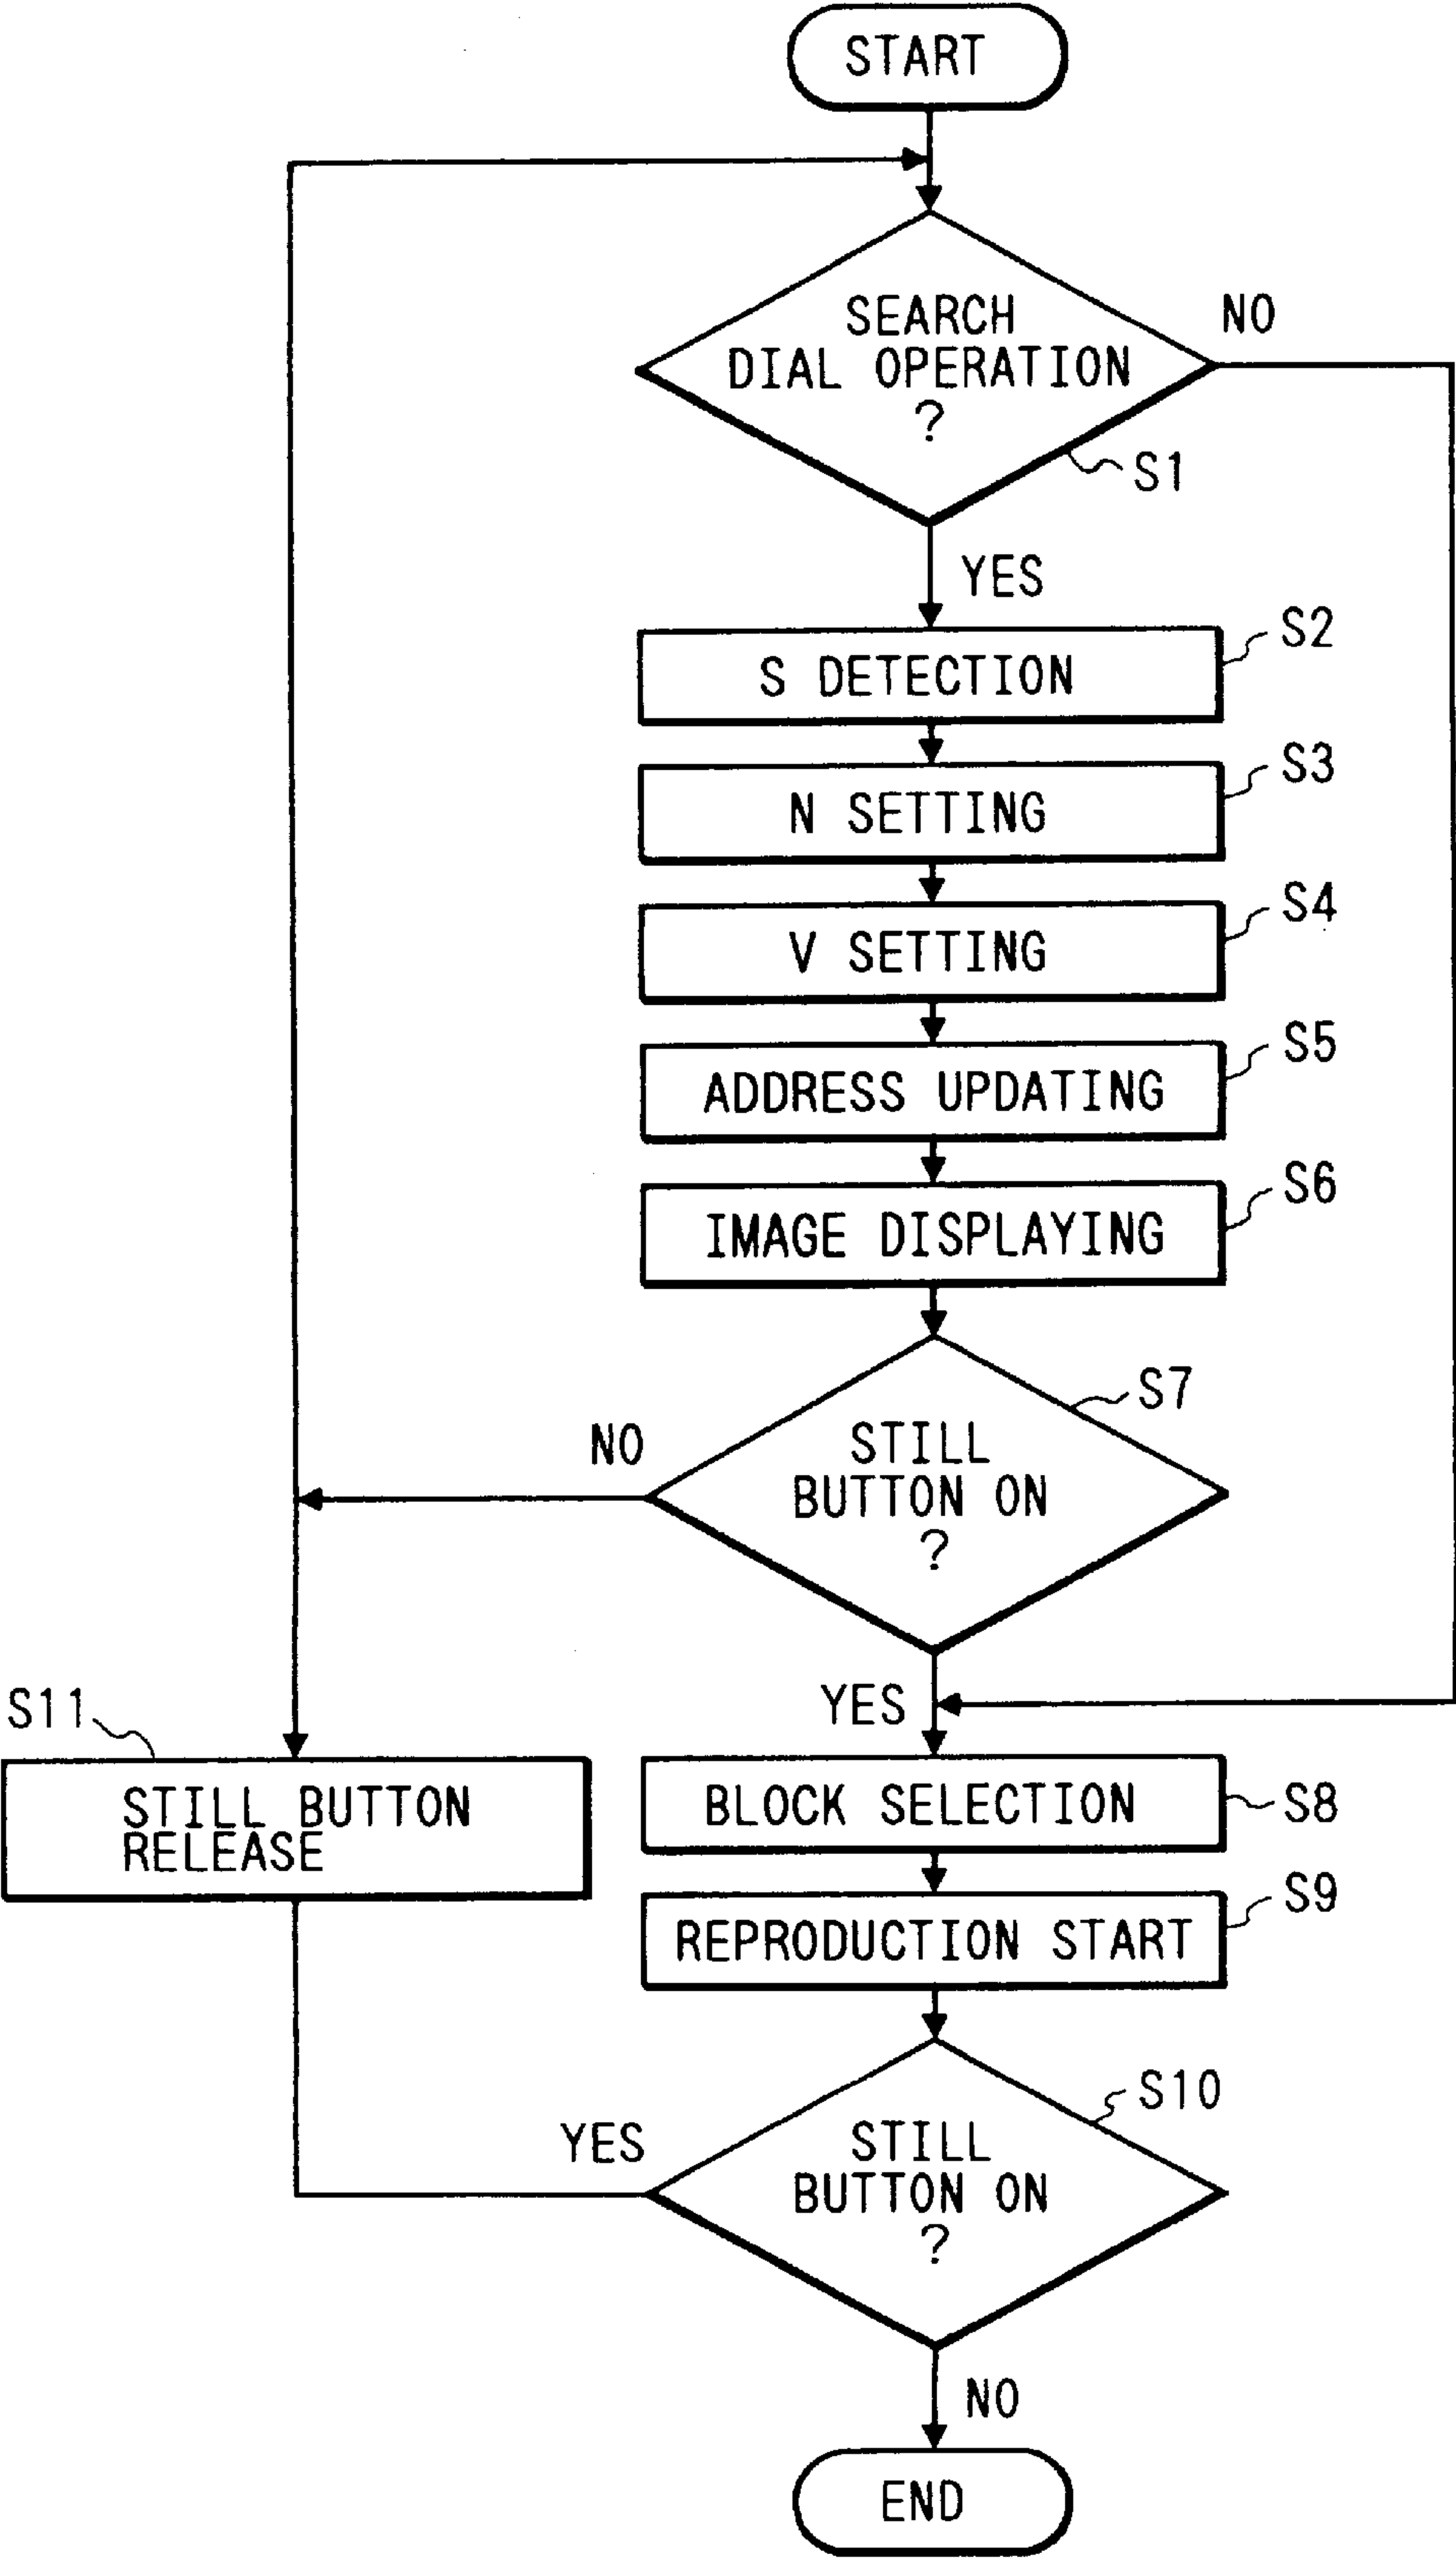 START
SEARCH
DIAL OPERATION
?
NO
S1
YES
S DETECTION
S2
N SETTING
S3
V SETTING
S4
ADDRESS UPDATING
S5
IMAGE DISPLAYING
S6
S7
NO
STILL
BUTTON ON
?
YES
S11
STILL BUTTON
RELEASE
BLOCK SELECTION
S8
REPRODUCTION START
S9
S10
YES
STILL
BUTTON ON
?
NO
END